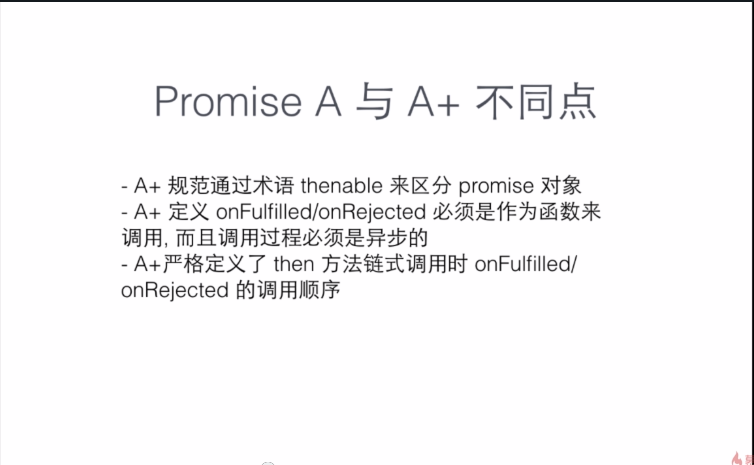 Promise A 与 A+ 不同点
- A+ 规范通过术语 thenable 来区分 promise 对象
- A+ 定义 onFulfilled/onRejected 必须是作为函数来
调用, 而且调用过程必须是异步的
- A+严格定义了 then 方法链式调用时 onFulfilled/
onRejected 的调用顺序